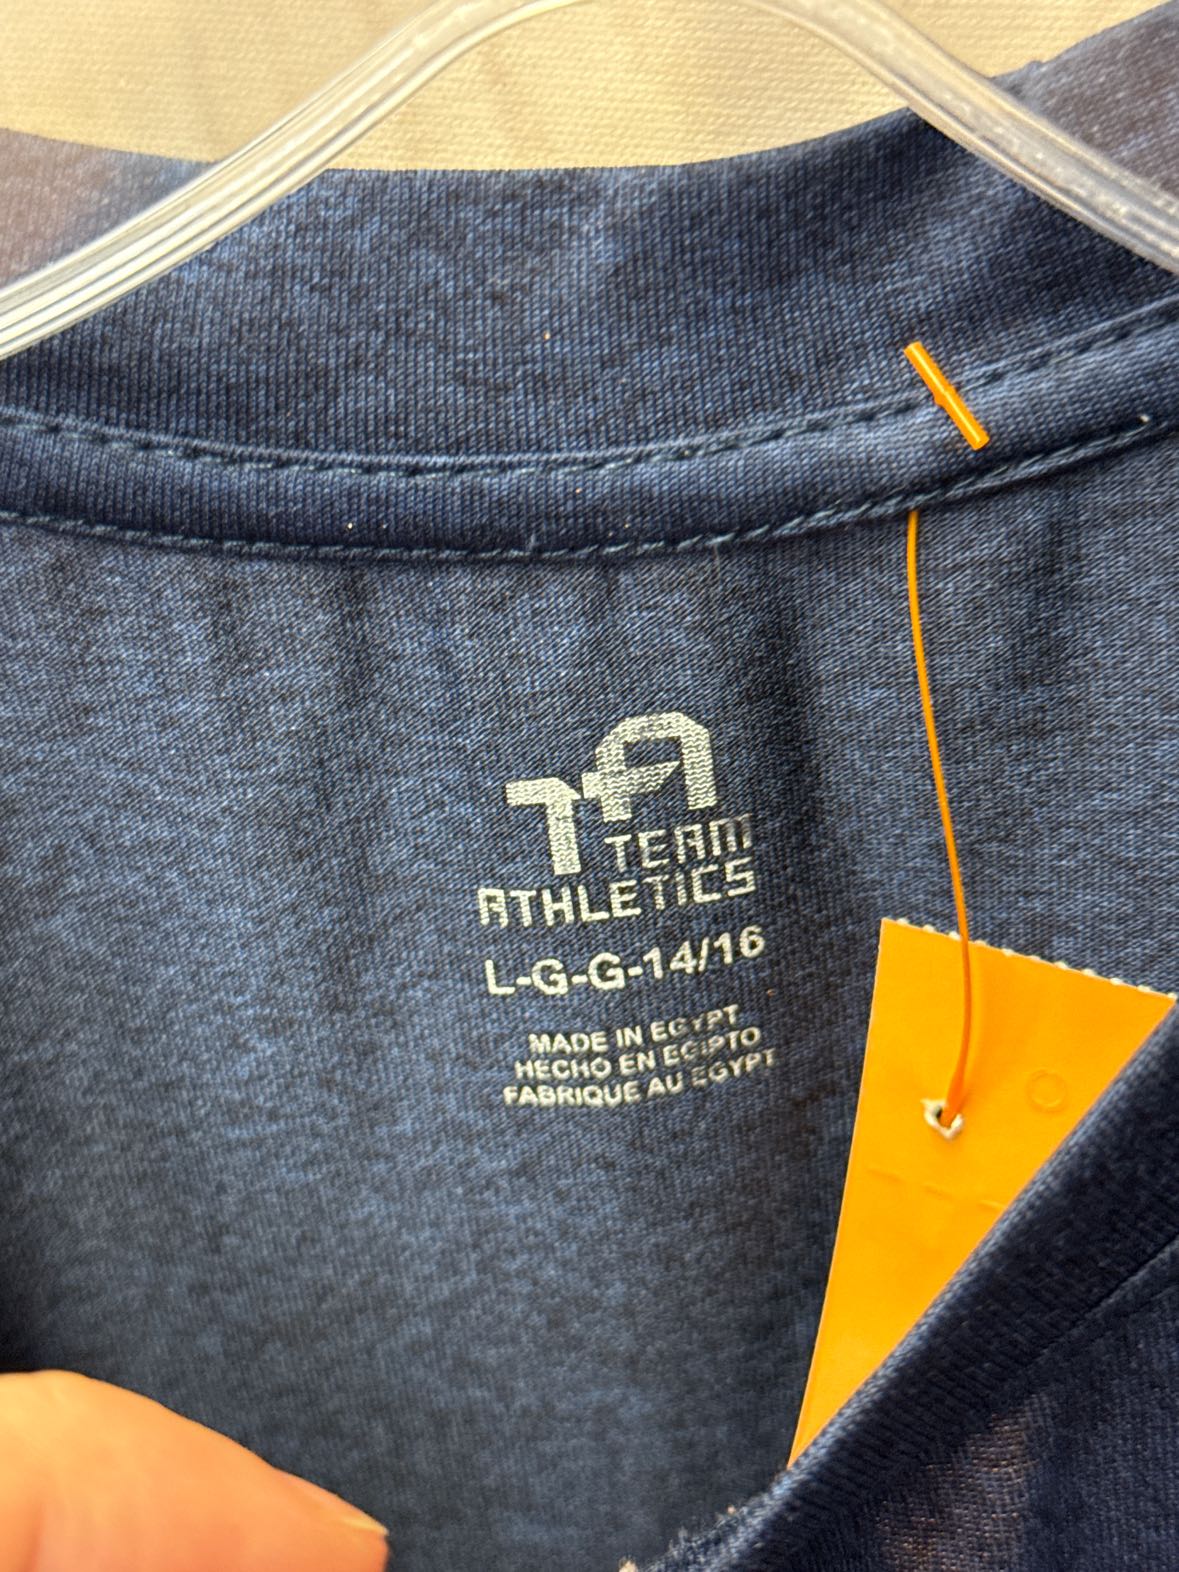 TA
TEAM
ATHLETICS
L-G-G-14/16
MADE IN EGYPT
HECHO EN EGIPTO
FABRIQUE AU EGYPT